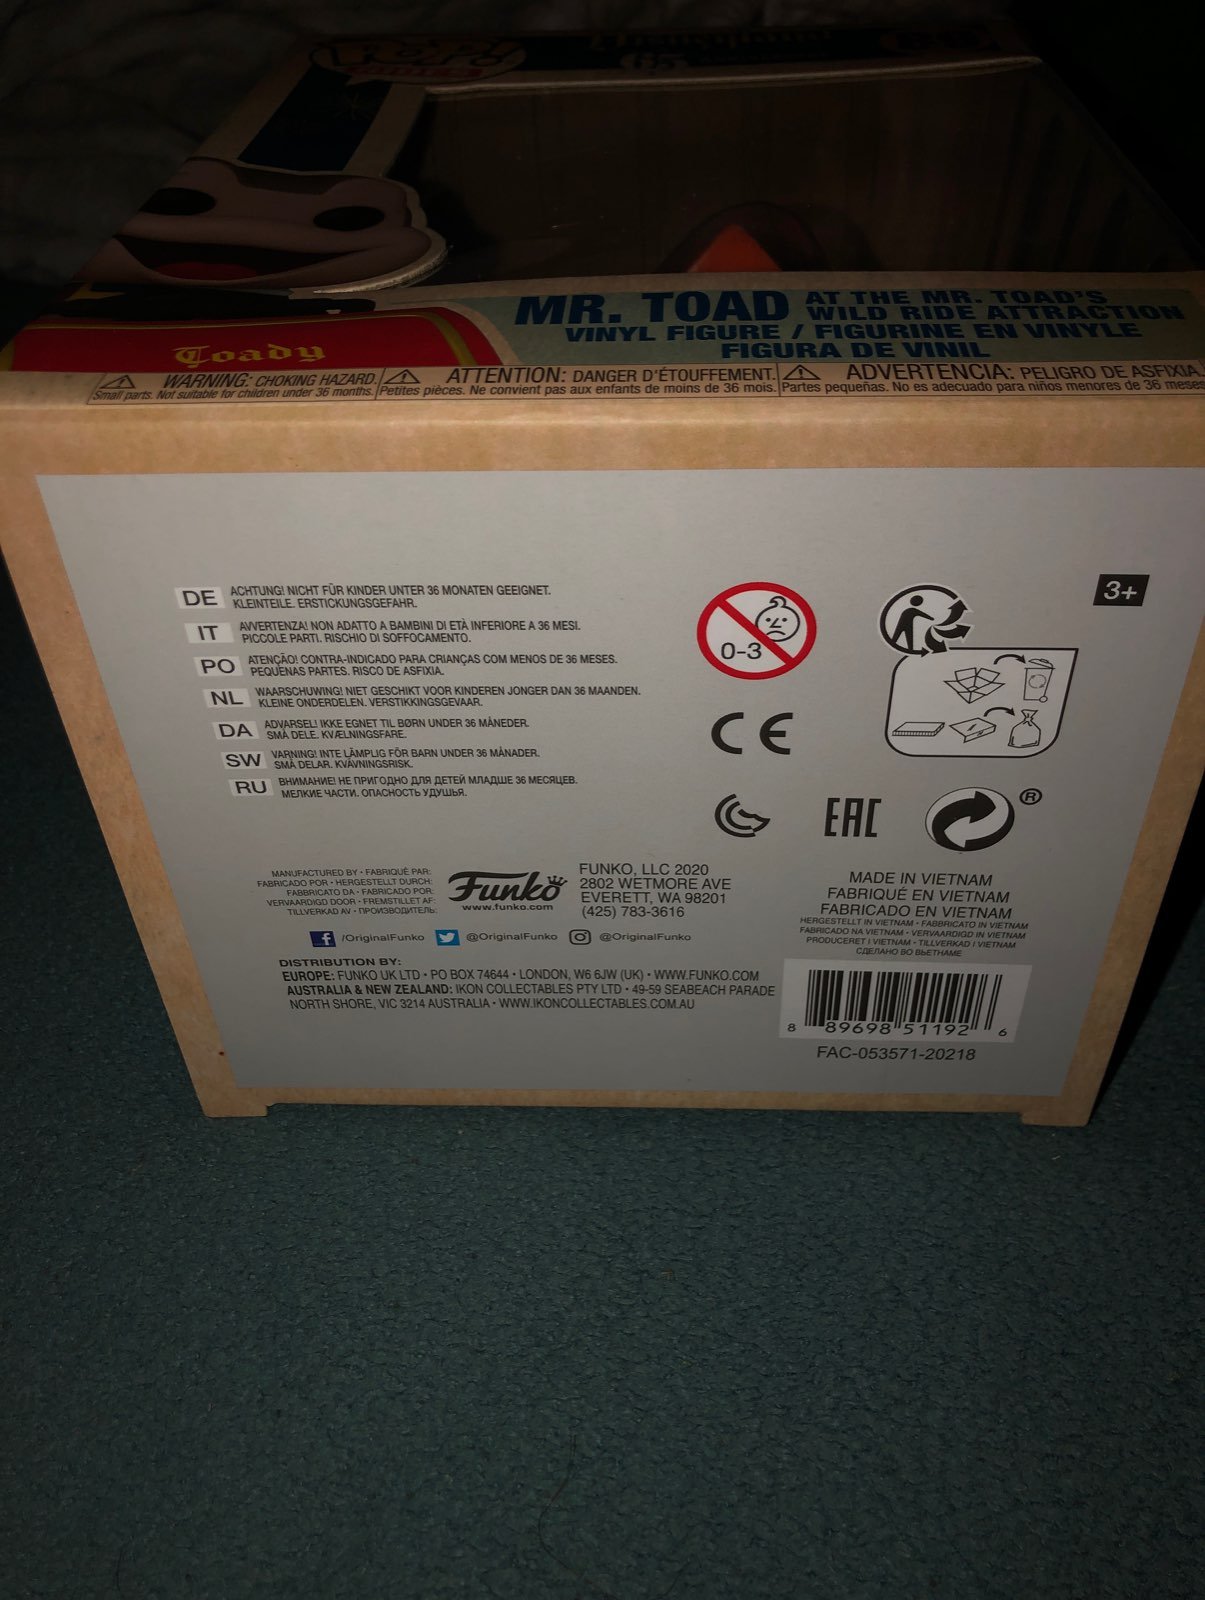 POP!
RIDES
Disneyland
65
MR. TOAD AT THE MR. TOAD'S
WILD RIDE ATTRACTION
VINYL FIGURE / FIGURINE EN VINYLE
FIGURA DE VINIL
Toady
WARNING: CHOKING HAZARD.
Small parts. Not suitable for children under 36 months.
ATTENTION: DANGER D'ÉTOUFFEMENT.
Petites pièces. Ne convient pas aux enfants de moins de 36 mois.
ADVERTENCIA: PELIGRO DE ASFIXIA.
Partes pequeñas. No es adecuado para niños menores de 36 meses
DE ACHTUNG! NICHT FÜR KINDER UNTER 36 MONATEN GEEIGNET.
KLEINTEILE. ERSTICKUNGSGEFAHR.
IT AVVERTENZA! NON ADATTO A BAMBINI DI ETÀ INFERIORE A 36 MESI.
PICCOLE PARTI. RISCHIO DI SOFFOCAMENTO.
PO ATENÇÃO! CONTRA-INDICADO PARA CRIANÇAS COM MENOS DE 36 MESES.
PEQUENAS PARTES. RISCO DE ASFIXIA.
NL WAARSCHUWING! NIET GESCHIKT VOOR KINDEREN JONGER DAN 36 MAANDEN.
KLEINE ONDERDELEN. VERSTIKKINGSGEVAAR.
DA ADVARSEL! IKKE EGNET TIL BØRN UNDER 36 MÅNEDER.
SMÅ DELE. KVÆLNINGSFARE.
SW VARNING! INTE LÄMPLIG FÖR BARN UNDER 36 MÅNADER.
SMÅ DELAR. KVÄVNINGSRISK.
RU ВНИМАНИЕ! НЕ ПРИГОДНО ДЛЯ ДЕТЕЙ МЛАДШЕ 36 МЕСЯЦЕВ.
МЕЛКИЕ ЧАСТИ. ОПАСНОСТЬ УДУШЬЯ.
0-3
3+
CE
EAC
®
MANUFACTURED BY • FABRIQUÉ PAR:
FABRICADO POR • HERGESTELLT DURCH:
FABBRICATO DA • FABRICADO POR:
VERVAARDIGD DOOR • FREMSTILLET AF:
TILLVERKAD AV • ПРОИЗВОДИТЕЛЬ:
Funko
www.funko.com
FUNKO, LLC 2020
2802 WETMORE AVE
EVERETT, WA 98201
(425) 783-3616
/OriginalFunko @OriginalFunko @OriginalFunko
DISTRIBUTION BY:
EUROPE: FUNKO UK LTD • PO BOX 74644 • LONDON, W6 6JW (UK) • WWW.FUNKO.COM
AUSTRALIA & NEW ZEALAND: IKON COLLECTABLES PTY LTD • 49-59 SEABEACH PARADE
NORTH SHORE, VIC 3214 AUSTRALIA • WWW.IKONCOLLECTABLES.COM.AU
MADE IN VIETNAM
FABRIQUÉ EN VIETNAM
FABRICADO EN VIETNAM
HERGESTELLT IN VIETNAM • FABBRICATO IN VIETNAM
FABRICADO NA VIETNAM • VERVAARDIGD IN VIETNAM
PRODUCERET I VIETNAM • TILLVERKAD I VIETNAM
СДЕЛАНО ВО ВЬЕТНАМЕ
8 89698 51192 6
FAC-053571-20218